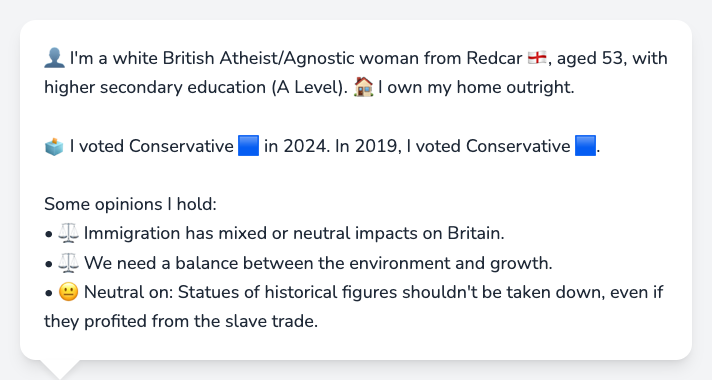 👤 I'm a white British Atheist/Agnostic woman from Redcar 🏴󠁧󠁢󠁥󠁮󠁧󠁿, aged 53, with
higher secondary education (A Level). 🏠 I own my home outright.
🗳️ I voted Conservative 🟦 in 2024. In 2019, I voted Conservative 🟦.
Some opinions I hold:
• ⚖️ Immigration has mixed or neutral impacts on Britain.
• ⚖️ We need a balance between the environment and growth.
• 😐 Neutral on: Statues of historical figures shouldn't be taken down, even if
they profited from the slave trade.